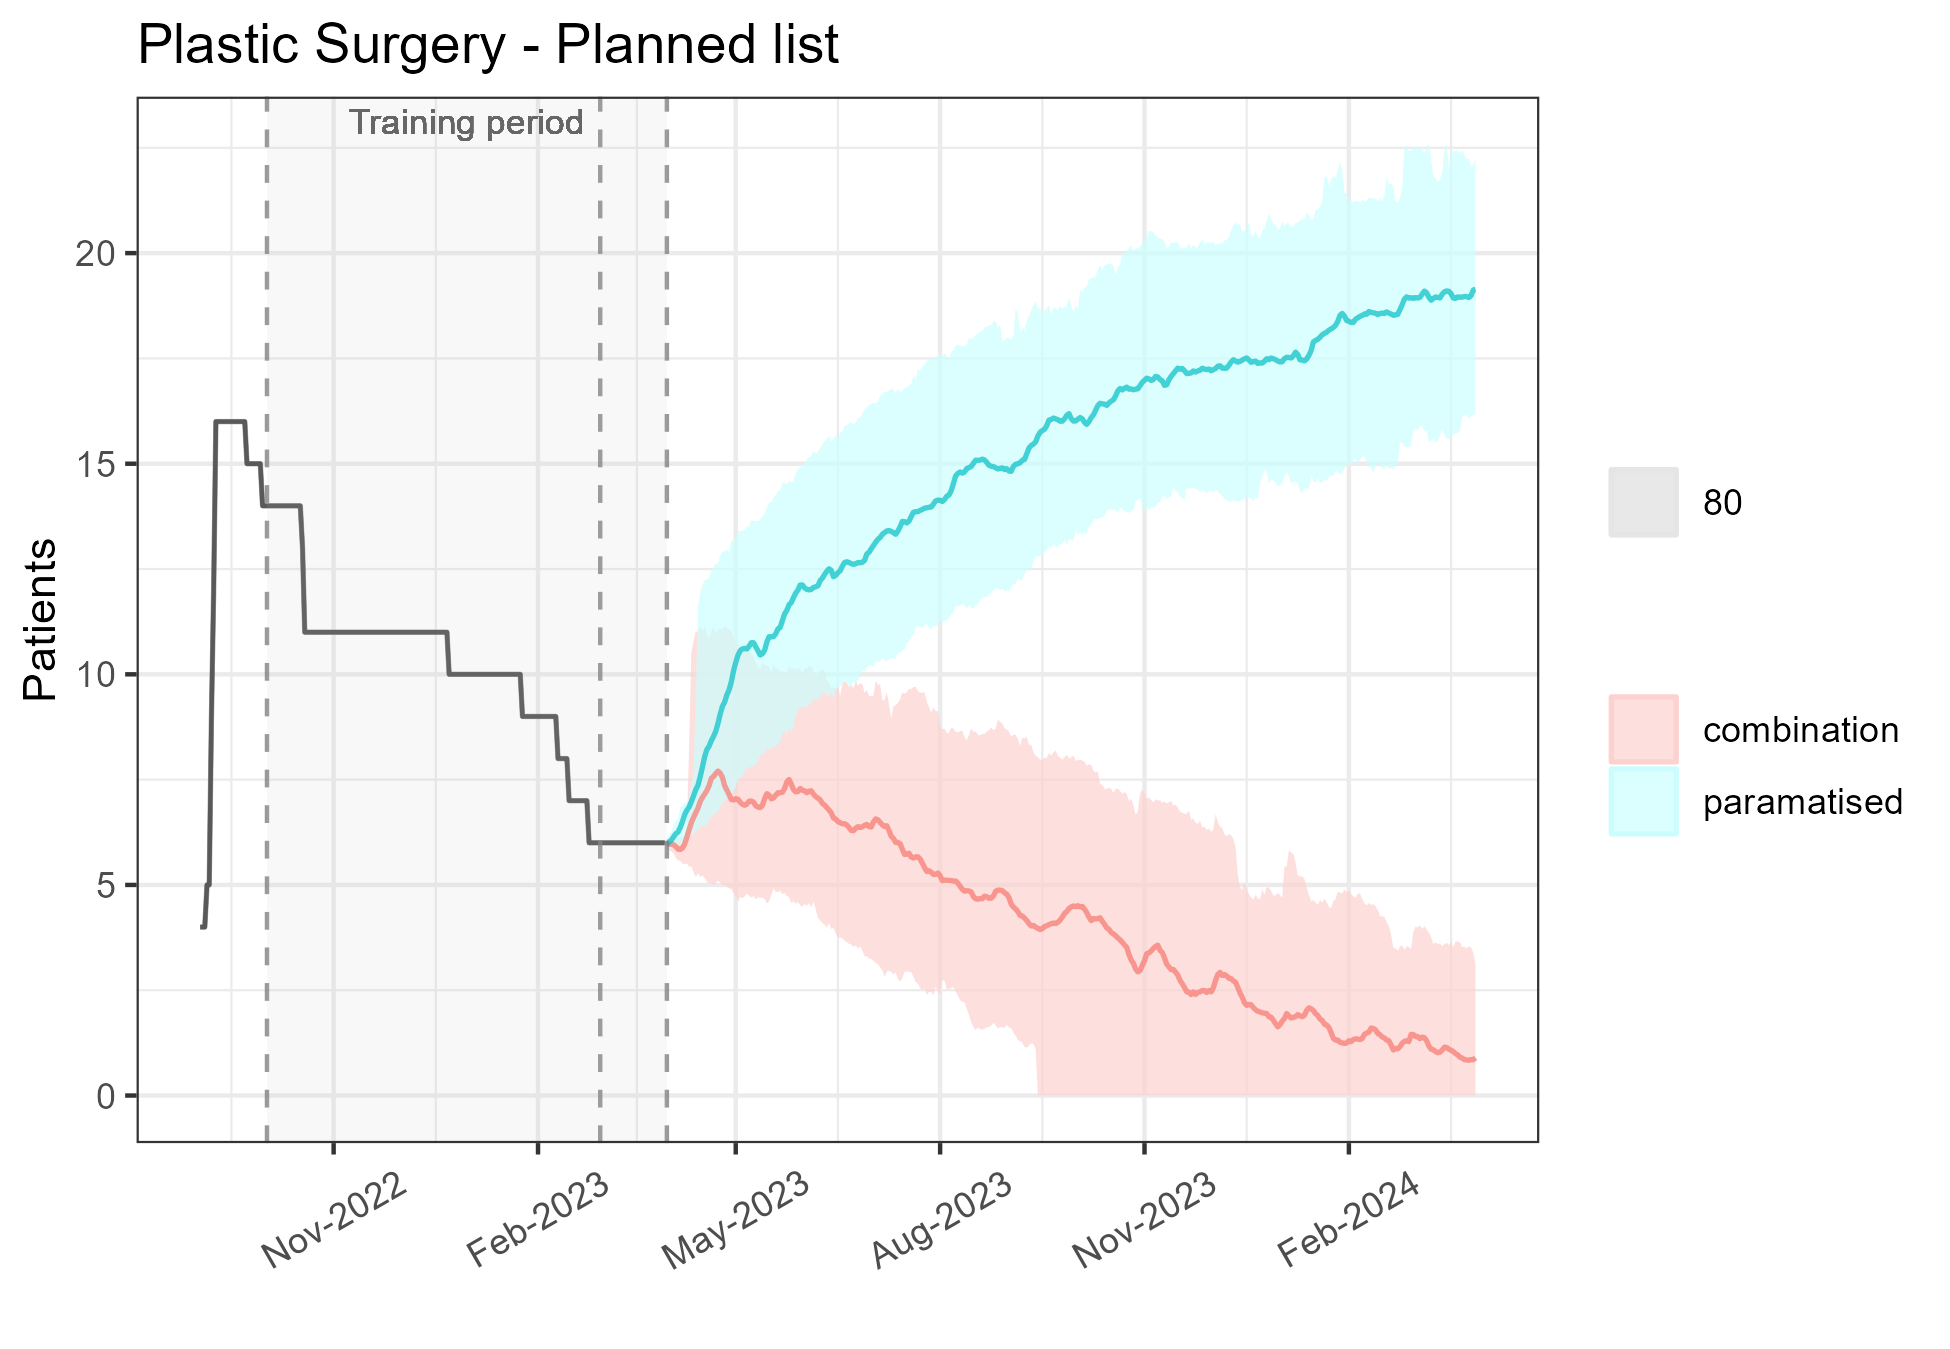 Plastic Surgery - Planned list
Training period
Patients
20
15
10
5
0
Nov-2022
Feb-2023
May-2023
Aug-2023
Nov-2023
Feb-2024
80
combination
paramatised